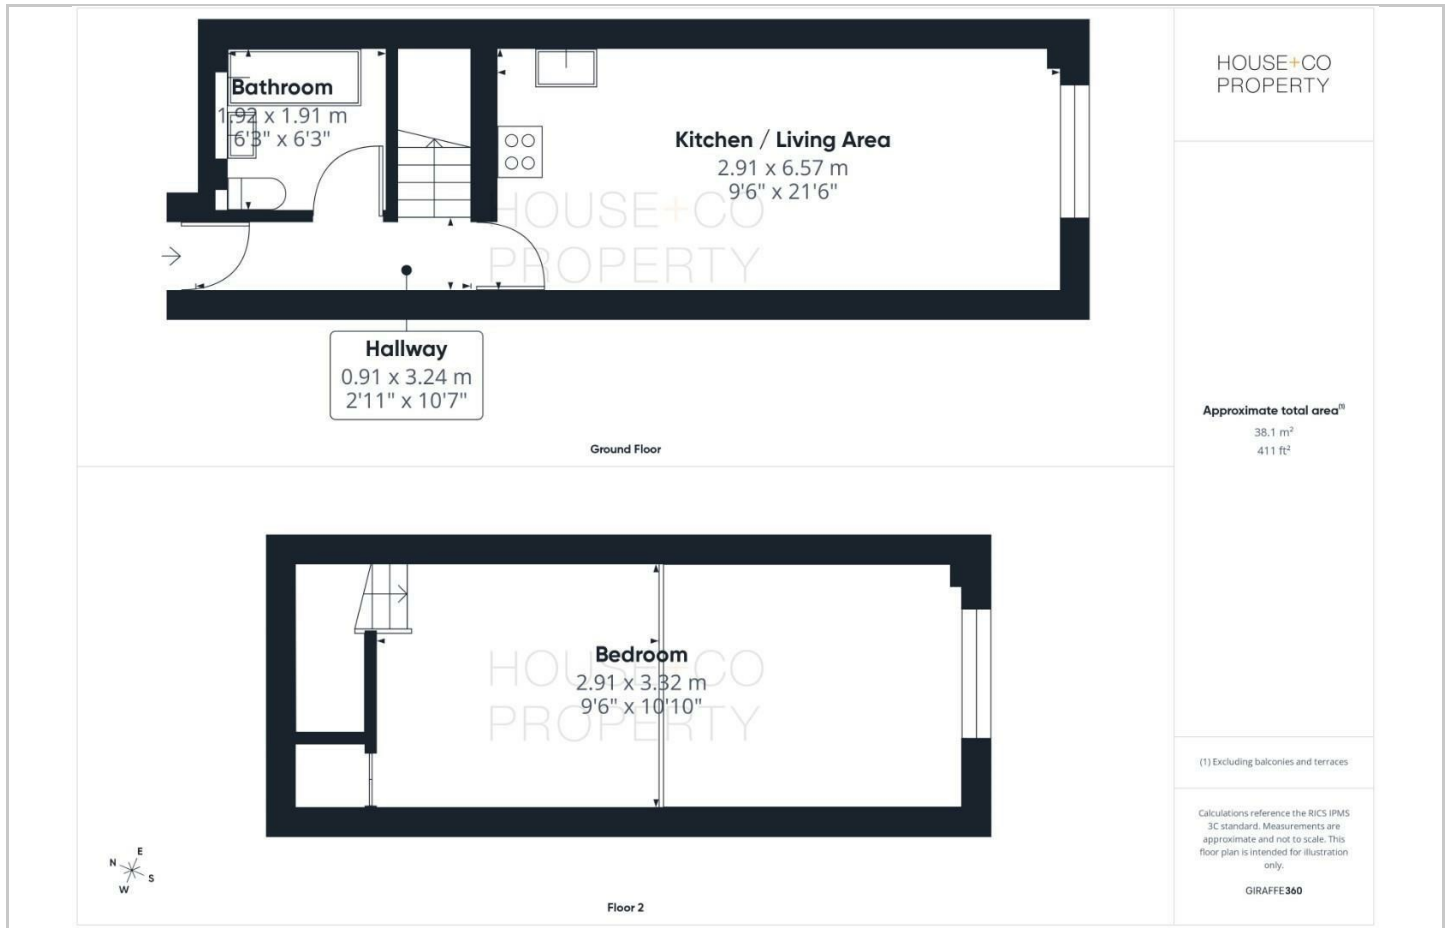 Bathroom
1.92 x 1.91 m
6'3" x 6'3"
Kitchen / Living Area
2.91 x 6.57 m
9'6" x 21'6"
HOUSE+CO
PROPERTY
Hallway
0.91 x 3.24 m
2'11" x 10'7"
Ground Floor
HOUSE+CO
PROPERTY
Bedroom
2.91 x 3.32 m
9'6" x 10'10"
N
E
S
W
Floor 2
HOUSE+CO
PROPERTY
Approximate total area(1)
38.1 m²
411 ft²
(1) Excluding balconies and terraces
Calculations reference the RICS IPMS
3C standard. Measurements are
approximate and not to scale. This
floor plan is intended for illustration
only.
GIRAFFE360